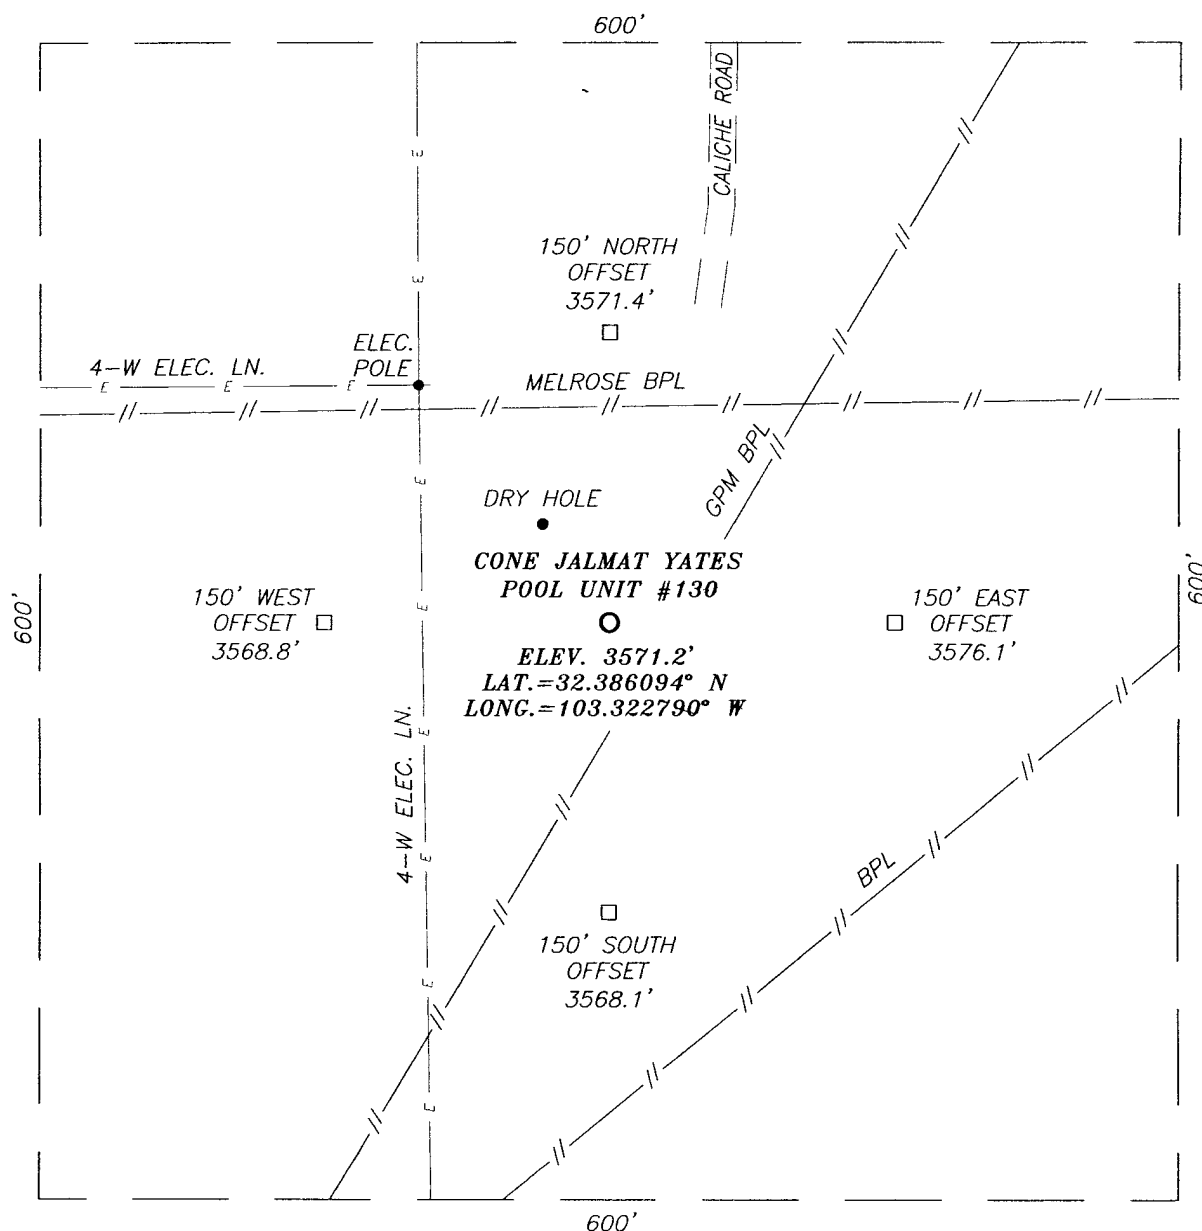 600'
CALICHE ROAD
150' NORTH
OFFSET
3571.4'
ELEC.
POLE
4-W ELEC. LN.
E E E
E
E
E
MELROSE BPL
GPM BPL
DRY HOLE
E
CONE JALMAT YATES
POOL UNIT #130
600'
600'
150' WEST
OFFSET
3568.8'
E
150' EAST
OFFSET
3576.1'
ELEV. 3571.2'
LAT.=32.386094° N
LONG.=103.322790° W
4-W ELEC. LN.
E
E
BPL
150' SOUTH
OFFSET
3568.1'
E
E
600'